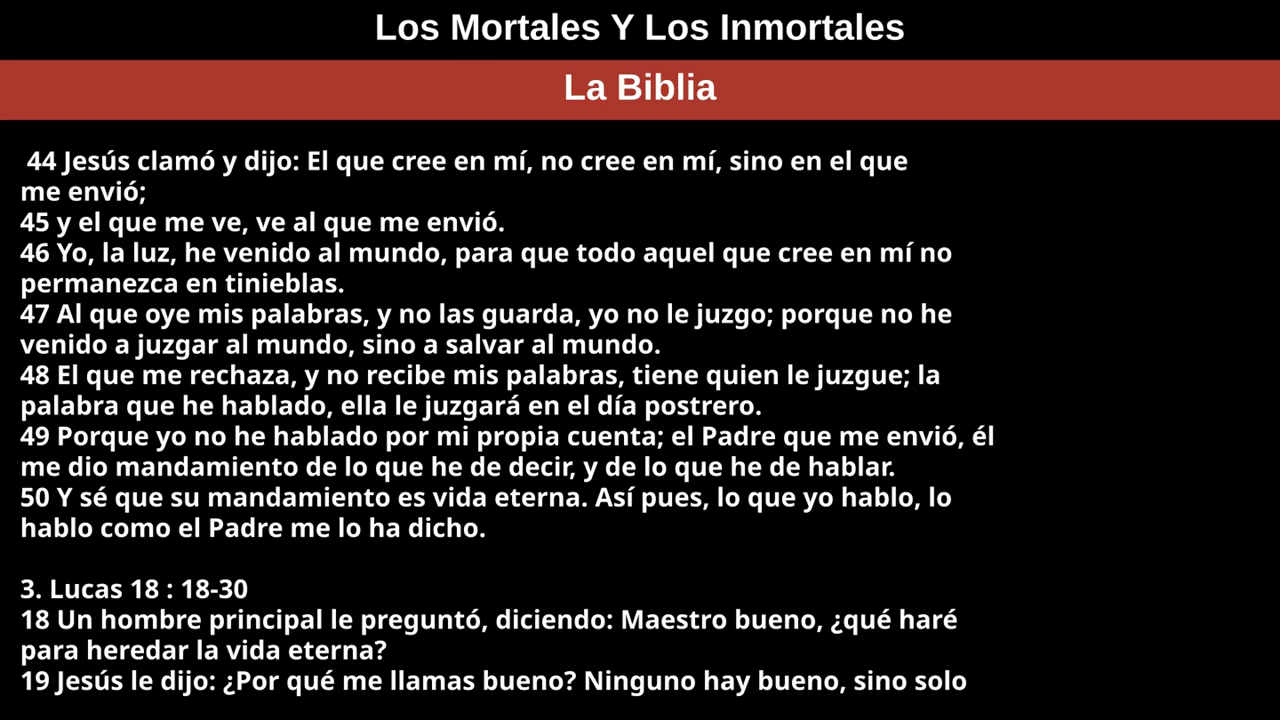 Los Mortales Y Los Inmortales
La Biblia
44 Jesús clamó y dijo: El que cree en mí, no cree en mí, sino en el que
me envió;
45 y el que me ve, ve al que me envió.
46 Yo, la luz, he venido al mundo, para que todo aquel que cree en mí no
permanezca en tinieblas.
47 Al que oye mis palabras, y no las guarda, yo no le juzgo; porque no he
venido a juzgar al mundo, sino a salvar al mundo.
48 El que me rechaza, y no recibe mis palabras, tiene quien le juzgue; la
palabra que he hablado, ella le juzgará en el día postrero.
49 Porque yo no he hablado por mi propia cuenta; el Padre que me envió, él
me dio mandamiento de lo que he de decir, y de lo que he de hablar.
50 Y sé que su mandamiento es vida eterna. Así pues, lo que yo hablo, lo
hablo como el Padre me lo ha dicho.
3. Lucas 18 : 18-30
18 Un hombre principal le preguntó, diciendo: Maestro bueno, ¿qué haré
para heredar la vida eterna?
19 Jesús le dijo: ¿Por qué me llamas bueno? Ninguno hay bueno, sino solo